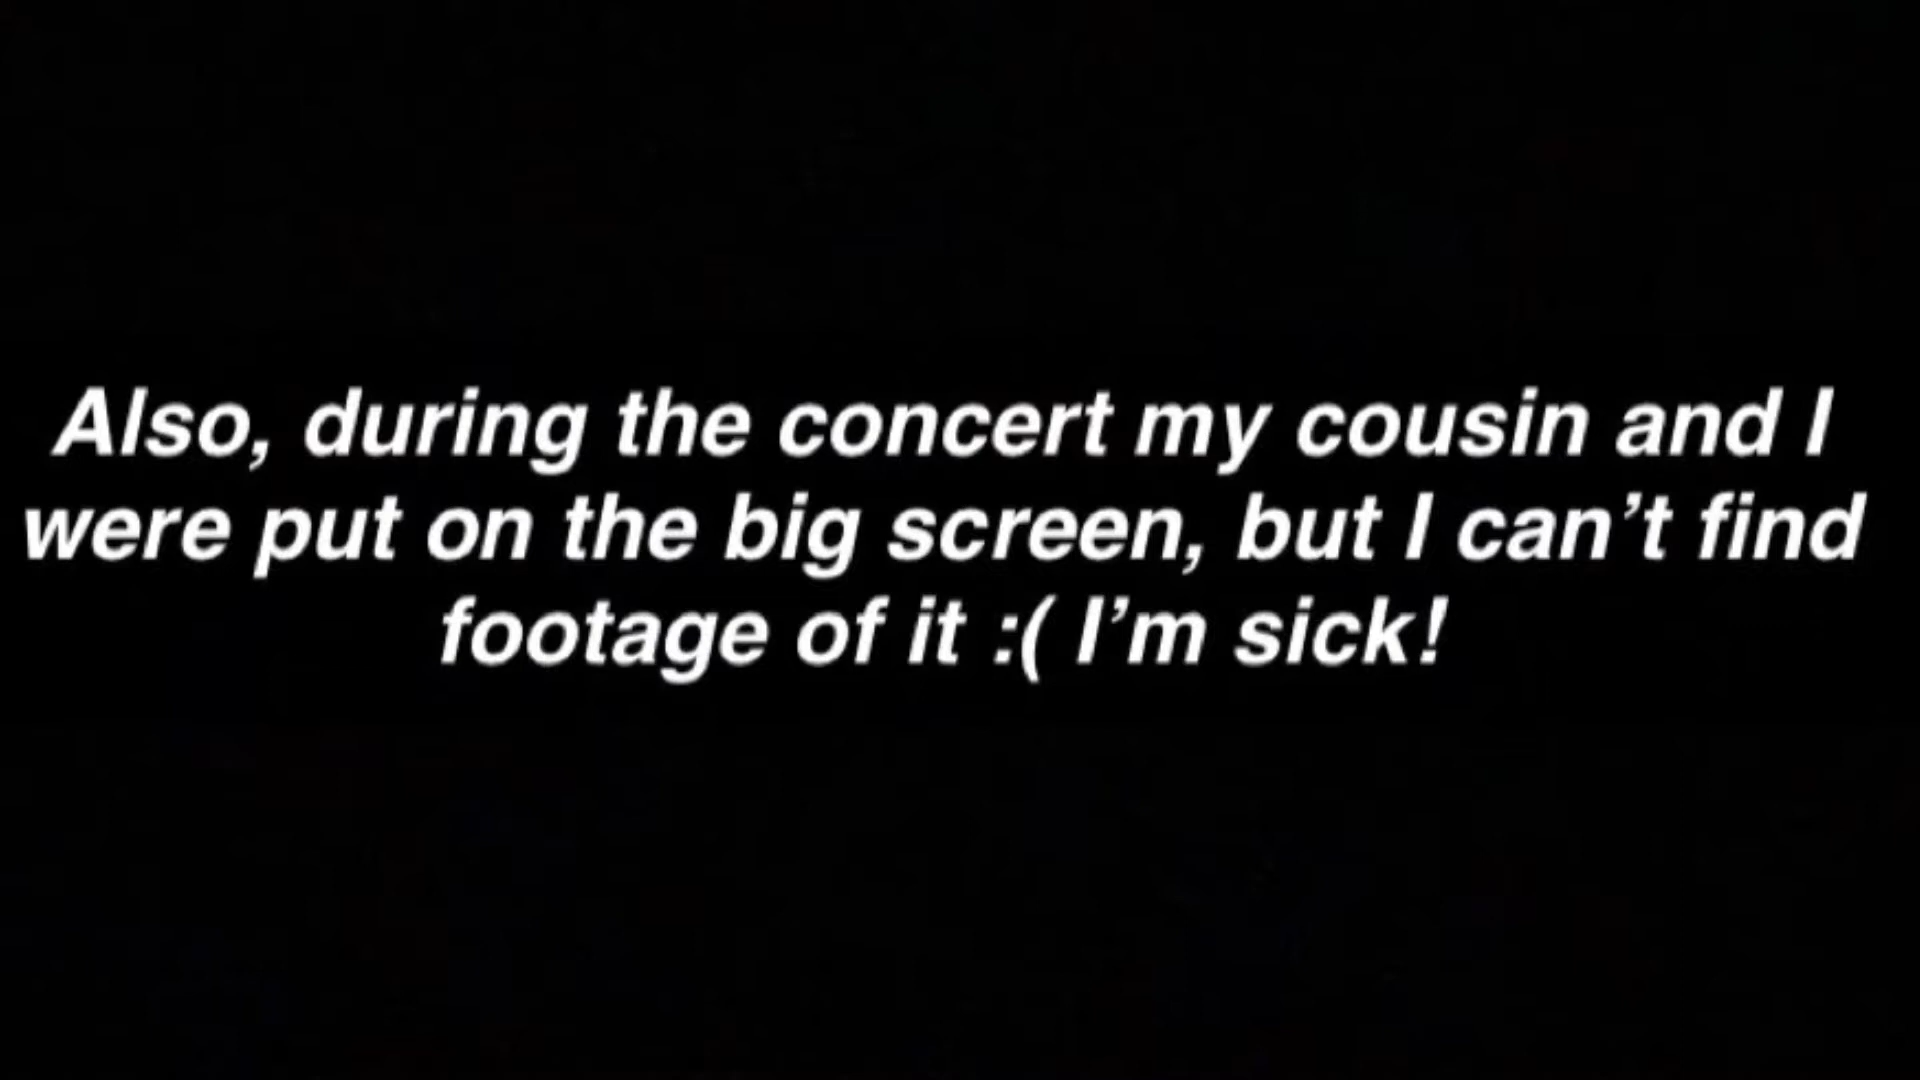 Also, during the concert my cousin and I
were put on the big screen, but I can’t find
footage of it :( I’m sick!